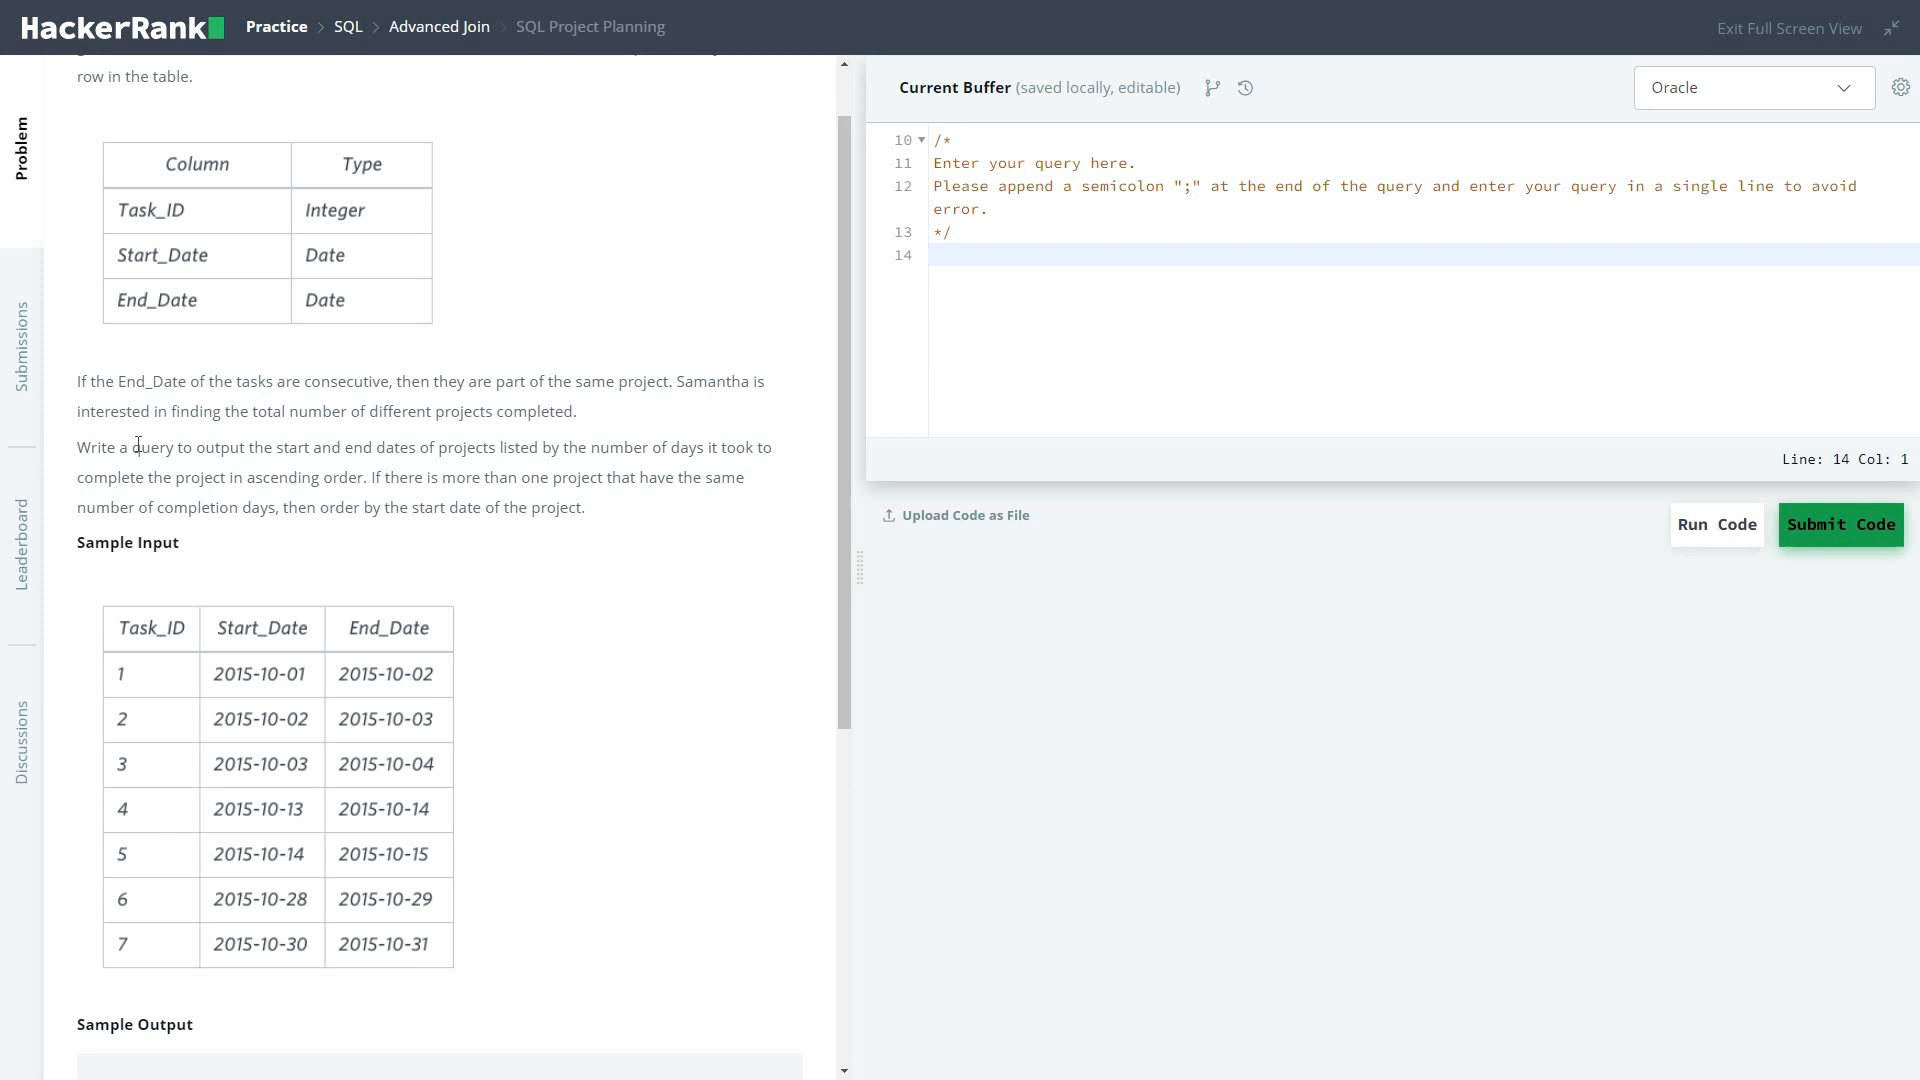 HackerRank Practice > SQL > Advanced Join > SQL Project Planning Exit Full Screen View
Problem
Submissions
Leaderboard
Discussions
row in the table.
Column Type
Task_ID Integer
Start_Date Date
End_Date Date
If the End_Date of the tasks are consecutive, then they are part of the same project. Samantha is
interested in finding the total number of different projects completed.
Write a query to output the start and end dates of projects listed by the number of days it took to
complete the project in ascending order. If there is more than one project that have the same
number of completion days, then order by the start date of the project.
Sample Input
Task_ID Start_Date End_Date
1 2015-10-01 2015-10-02
2 2015-10-02 2015-10-03
3 2015-10-03 2015-10-04
4 2015-10-13 2015-10-14
5 2015-10-14 2015-10-15
6 2015-10-28 2015-10-29
7 2015-10-30 2015-10-31
Sample Output
Current Buffer (saved locally, editable) Oracle
10 /*
11 Enter your query here.
12 Please append a semicolon ";" at the end of the query and enter your query in a single line to avoid
error.
13 */
14
Line: 14 Col: 1
Upload Code as File Run Code Submit Code